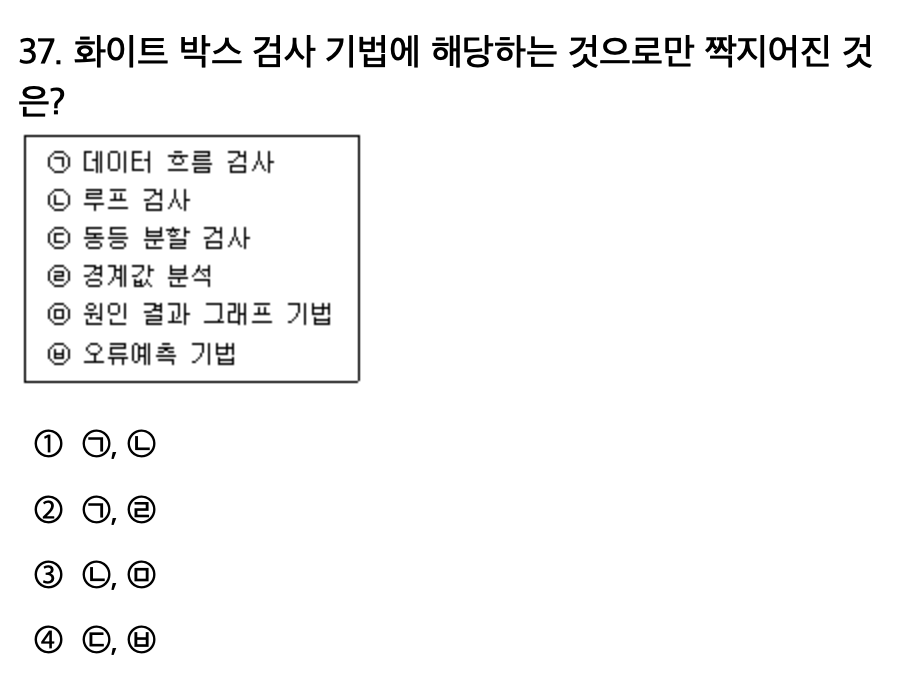 37. 화이트 박스 검사 기법에 해당하는 것으로만 짝지어진 것
은?
㉠ 데이터 흐름 검사
㉡ 루프 검사
㉢ 동등 분할 검사
㉣ 경계값 분석
㉤ 원인 결과 그래프 기법
㉥ 오류예측 기법
① ㉠, ㉡
② ㉠, ㉣
③ ㉡, ㉤
④ ㉢, ㉥